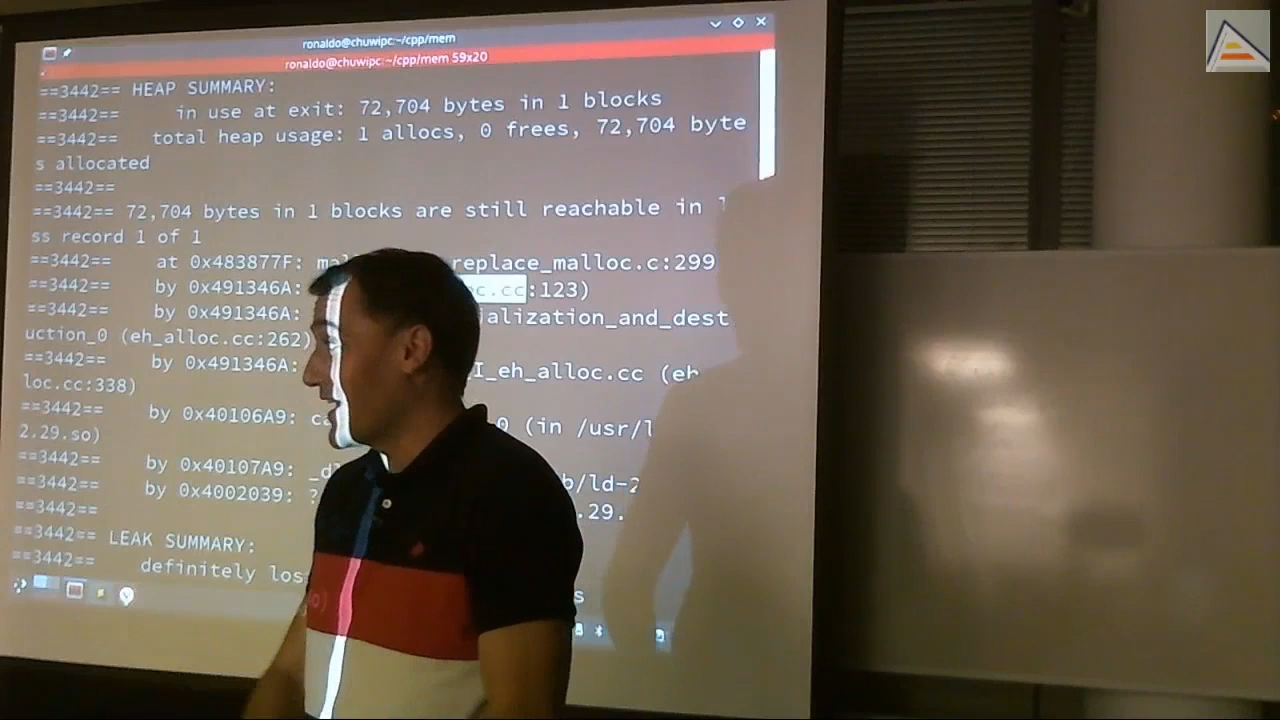 ronaldo@chuwipc:~/cpp/mem
ronaldo@chuwipc:~/cpp/mem 59x20
==3442== HEAP SUMMARY:
==3442== in use at exit: 72,704 bytes in 1 blocks
==3442== total heap usage: 1 allocs, 0 frees, 72,704 byte
s allocated
==3442==
==3442== 72,704 bytes in 1 blocks are still reachable in
ss record 1 of 1
==3442== at 0x483877F: replace_malloc.c:299
==3442== by 0x491346A: oc.cc:123)
==3442== by 0x491346A: ialization_and_dest
uction_0 (eh_alloc.cc:262)
==3442== by 0x491346A: I_eh_alloc.cc (eh
loc.cc:338)
==3442== by 0x40106A9: 0 (in /usr/l
2.29.so)
==3442== by 0x40107A9: b/ld-2
==3442== by 0x4002039: ? .29.
==3442==
==3442== LEAK SUMMARY:
==3442== definitely los s